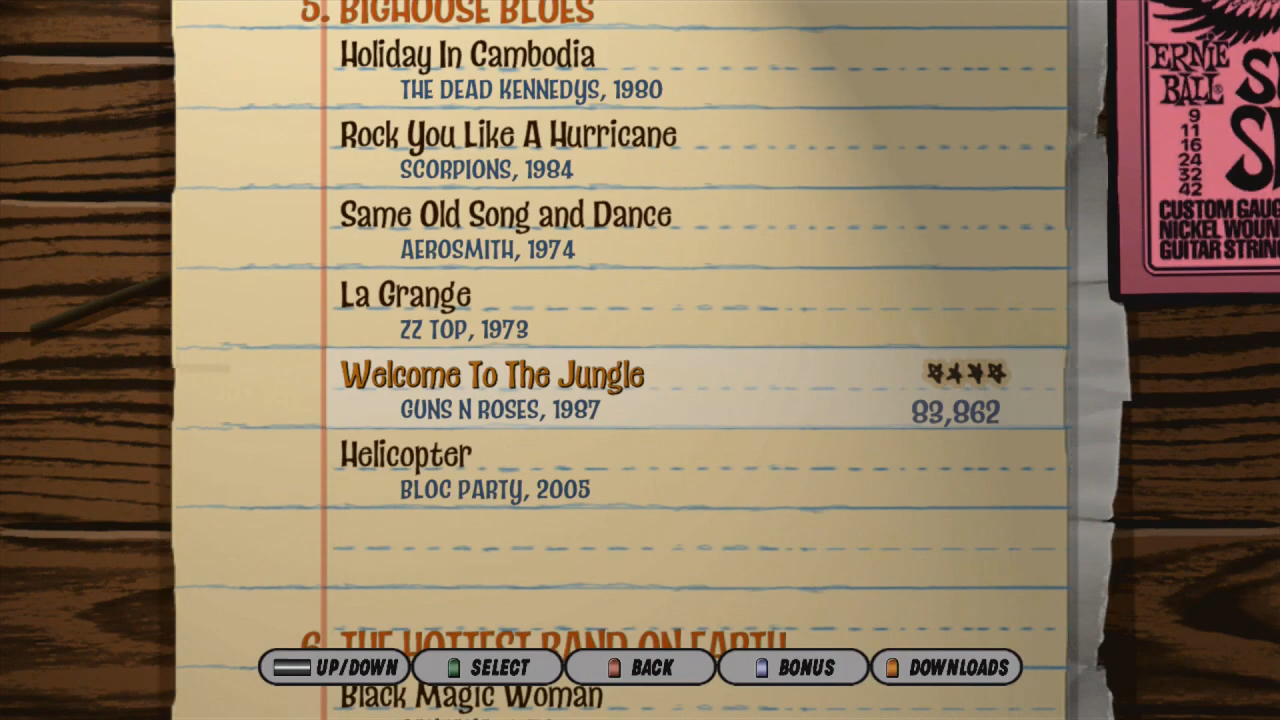 5. BIGHOUSE BLUES
Holiday In Cambodia
THE DEAD KENNEDYS, 1980
Rock You Like A Hurricane
SCORPIONS, 1984
Same Old Song and Dance
AEROSMITH, 1974
La Grange
ZZ TOP, 1973
Welcome To The Jungle
GUNS N ROSES, 1987
83,862
Helicopter
BLOC PARTY, 2005
6. THE HOTTEST BAND ON EARTH
Black Magic Woman
UP/DOWN SELECT BACK BONUS DOWNLOADS
ERNIE
BALL®
9
11
16
24
32
42
CUSTOM GAUG
NICKEL WOUN
GUITAR STRIN